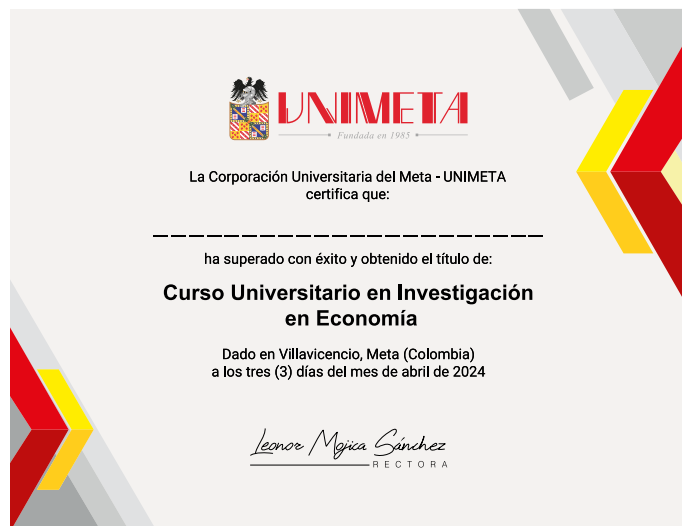 UNIMETA
Fundada en 1985
La Corporación Universitaria del Meta - UNIMETA
certifica que:
ha superado con éxito y obtenido el título de:
Curso Universitario en Investigación
en Economía
Dado en Villavicencio, Meta (Colombia)
a los tres (3) días del mes de abril de 2024
Leonor Mojica Sánchez
RECTORA